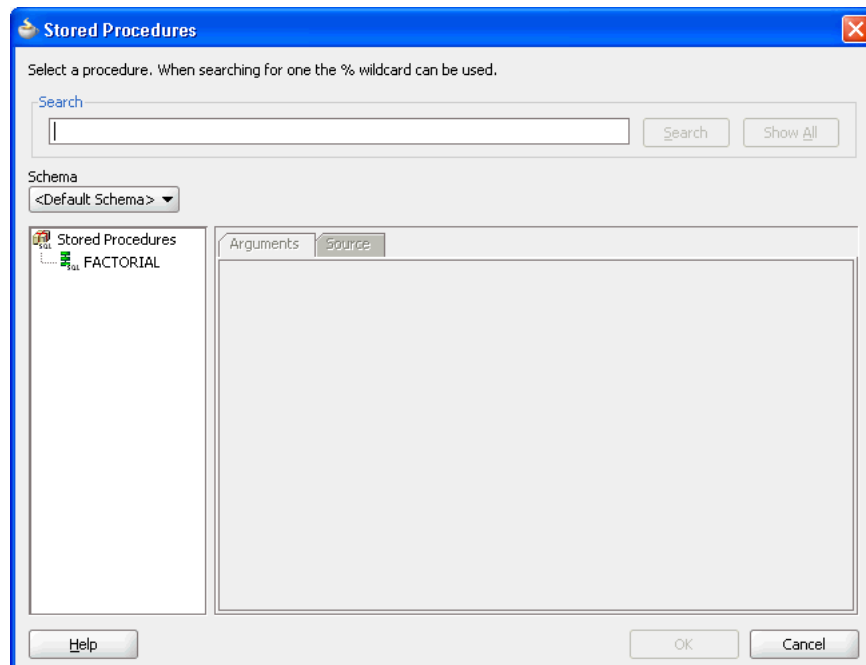 Stored Procedures
Select a procedure. When searching for one the % wildcard can be used.
Search
Search Show All
Schema
<Default Schema>
Stored Procedures
FACTORIAL
Arguments Source
Help OK Cancel